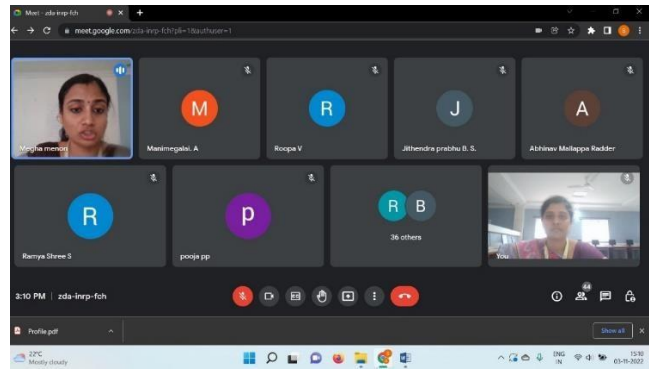 Meet - zda-inrp-fch
meet.google.com/zda-inrp-fch?pli=1&authuser=1
Megha menon
M
Manimegalai. A
R
Roopa V
J
Jithendra prabhu B. S.
A
Abhinav Mallappa Radder
R
Ramya Shree S
p
pooja pp
R B
36 others
You
3:10 PM | zda-inrp-fch
44
Profile.pdf
Show all
22°C
Mostly cloudy
ENG
IN
15:10
03-11-2022